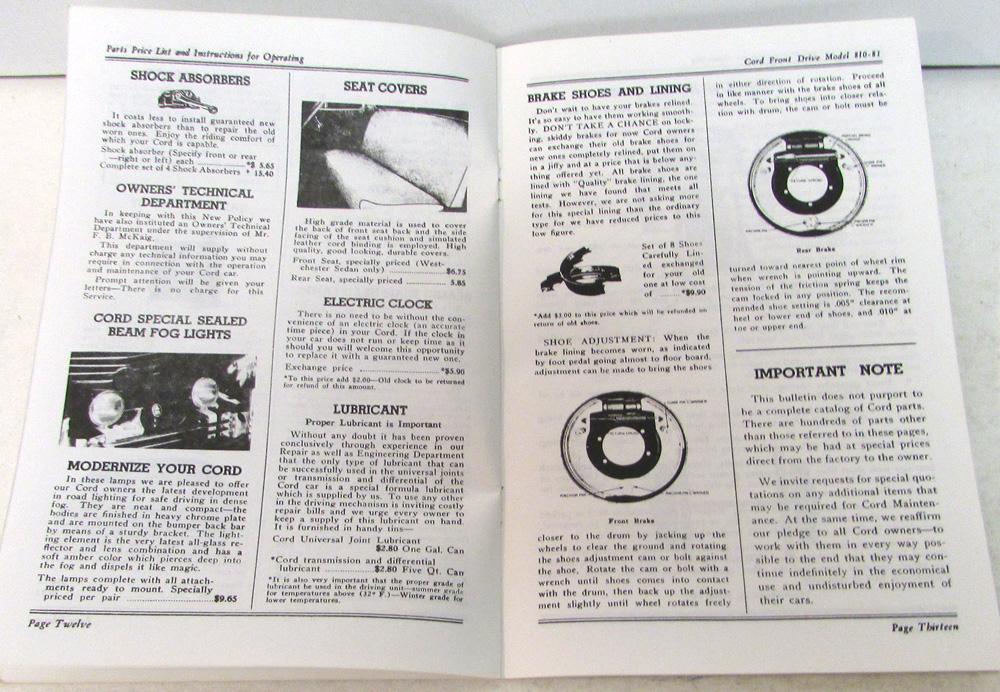 Parts Price List and Instructions for Operating
SHOCK ABSORBERS
It costs less to install guaranteed new
shock absorbers than to repair the old
worn ones. Enjoy the riding comfort of
which your Cord is capable.
Shock absorber (Specify front or rear
—right or left) each ............ *$ 5.65
Complete set of 4 Shock Absorbers * 15.40
OWNERS' TECHNICAL
DEPARTMENT
In keeping with this New Policy we
have also instituted an Owners' Technical
Department under the supervision of Mr.
F. B. McKaig.
This department will supply without
charge any technical information you may
require in connection with the operation
and maintenance of your Cord car.
Prompt attention will be given your
letters—There is no charge for this
Service.
CORD SPECIAL SEALED
BEAM FOG LIGHTS
MODERNIZE YOUR CORD
In these lamps we are pleased to offer
our Cord owners the latest development
in road lighting for safe driving in dense
fog. They are neat and compact—the
bodies are finished in heavy chrome plate
and are mounted on the bumper back bar
by means of a sturdy bracket. The light-
ing element is the very latest all-glass re-
flector and lens combination and has a
soft amber color which pierces deep into
the fog and dispels it like magic.
The lamps complete with all attach-
ments ready to mount. Specially
priced per pair ............ $9.65
Page Twelve
SEAT COVERS
High grade material is used to cover
the back of front seat back and the side
facing of the seat cushion and simulated
leather cord binding is employed. High
quality, good looking, durable covers.
Front Seat, specially priced (West-
chester Sedan only) ............ $6.75
Rear Seat, specially priced ............ 5.85
ELECTRIC CLOCK
There is no need to be without the con-
venience of an electric clock (an accurate
time piece) in your Cord. If the clock in
your car does not run or keep time as it
should you will welcome this opportunity
to replace it with a guaranteed new one.
Exchange price ............ *$5.90
*To this price add $2.00—Old clock to be returned
for refund of this amount.
LUBRICANT
Proper Lubricant is Important
Without any doubt it has been proven
conclusively through experience in our
Repair as well as Engineering Department
that the only type of lubricant that can
be successfully used in the universal joints
or transmission and differential of the
Cord car is a special formula lubricant
which is supplied by us. To use any other
in the driving mechanism is inviting costly
repair bills and we urge every owner to
keep a supply of this lubricant on hand.
It is furnished in handy tins—
Cord Universal Joint Lubricant
$2.80 One Gal. Can
*Cord transmission and differential
lubricant ............ $2.80 Five Qt. Can
*It is also very important that the proper grade of
lubricant be used in the driving unit—summer grade
for temperatures above (32° F.)—Winter grade for
lower temperatures.
Cord Front Drive Model 810-81
BRAKE SHOES AND LINING
Don't wait to have your brakes relined.
It's so easy to have them working smooth-
ly. DON'T TAKE A CHANCE on lock-
ing, skiddy brakes for now Cord owners
can exchange their old brake shoes for
new ones completely relined, put them on
in a jiffy and at a price that is below any-
thing offered yet. All brake shoes are
lined with "Quality" brake lining, the one
lining we have found that meets all
tests. However, we are not asking more
for this special lining than the ordinary
type for we have reduced prices to this
low figure.
Set of 8 Shoes
Carefully Lin-
ed exchanged
for your old
one at low cost
of ...... *$9.90
*Add $3.00 to this price which will be refunded on
return of old shoes.
SHOE ADJUSTMENT: When the
brake lining becomes worn, as indicated
by foot pedal going almost to floor board,
adjustment can be made to bring the shoes
Front Brake
closer to the drum by jacking up the
wheels to clear the ground and rotating
the shoes adjustment cam or bolt against
the shoe. Rotate the cam or bolt with a
wrench until shoes comes into contact
with the drum, then back up the adjust-
ment slightly until wheel rotates freely
in either direction of rotation. Proceed
in like manner with the brake shoes of all
wheels. To bring shoes into closer rela-
tion with drum, the cam or bolt must be
Rear Brake
turned toward nearest point of wheel rim
when wrench is pointing upward. The
tension of the friction spring keeps the
cam locked in any position. The recom-
mended shoe setting is .005" clearance at
heel or lower end of shoes, and .010" at
toe or upper end.
IMPORTANT NOTE
This bulletin does not purport to
be a complete catalog of Cord parts.
There are hundreds of parts other
than those referred to in these pages,
which may be had at special prices
direct from the factory to the owner.
We invite requests for special quo-
tations on any additional items that
may be required for Cord Mainten-
ance. At the same time, we reaffirm
our pledge to all Cord owners—to
work with them in every way pos-
sible to the end that they may con-
tinue indefinitely in the economical
use and undisturbed enjoyment of
their cars.
Page Thirteen